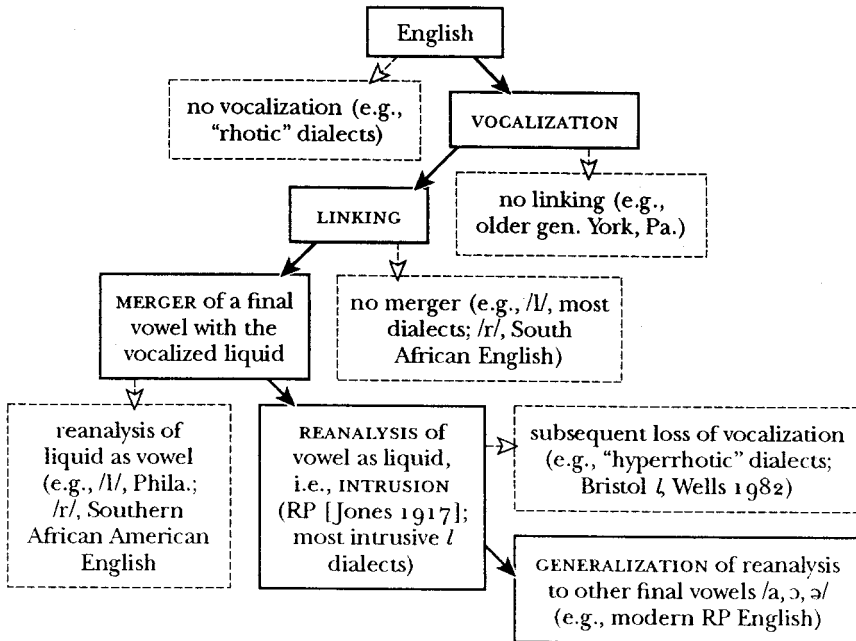 English
no vocalization (e.g.,
“rhotic” dialects)
VOCALIZATION
no linking (e.g.,
older gen. York, Pa.)
LINKING
MERGER of a final
vowel with the
vocalized liquid
no merger (e.g., /l/, most
dialects; /r/, South
African English)
reanalysis of
liquid as vowel
(e.g., /l/, Phila.;
/r/, Southern
African American
English
REANALYSIS of
vowel as liquid,
i.e., INTRUSION
(RP [Jones 1917];
most intrusive l
dialects)
subsequent loss of vocalization
(e.g., “hyperrhotic” dialects;
Bristol l, Wells 1982)
GENERALIZATION of reanalysis
to other final vowels /a, ɔ, ə/
(e.g., modern RP English)